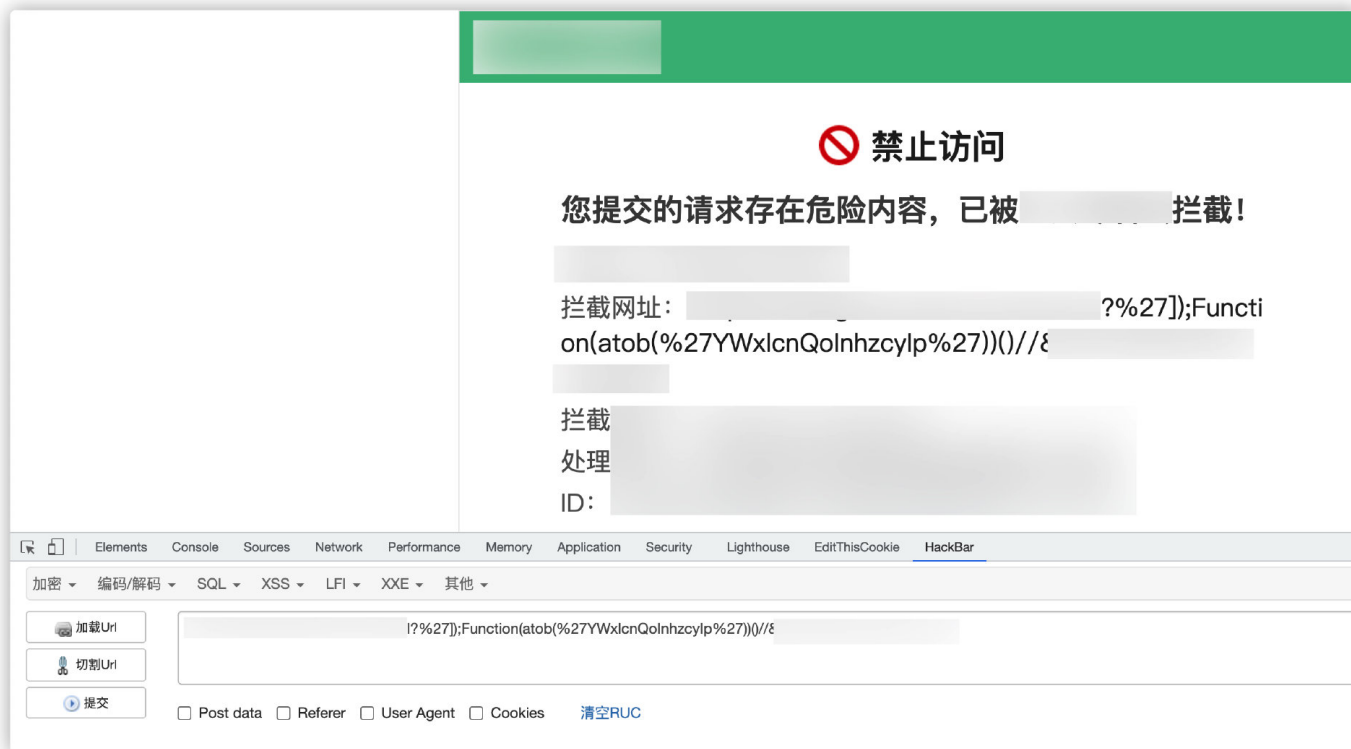 禁止访问
您提交的请求存在危险内容，已被 拦截！
拦截网址： ?%27]);Functi
on(atob(%27YWxlcnQoInhzcyIp%27))()//&
拦截
处理
ID：
Elements Console Sources Network Performance Memory Application Security Lighthouse EditThisCookie HackBar
加密 编码/解码 SQL XSS LFI XXE 其他
加载Url
?%27]);Function(atob(%27YWxlcnQoInhzcyIp%27))()//&
切割Url
提交
Post data Referer User Agent Cookies 清空RUC